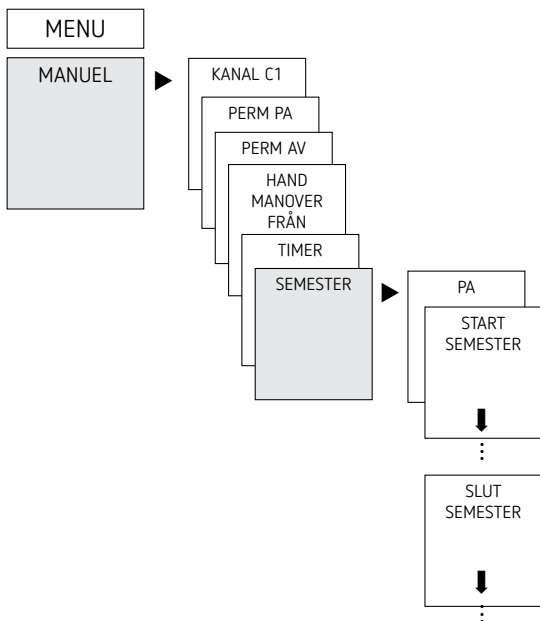 MENU
MANUEL
KANAL C1
PERM PA
PERM AV
HAND
MANOVER
FRÅN
TIMER
SEMESTER
PA
START
SEMESTER
SLUT
SEMESTER